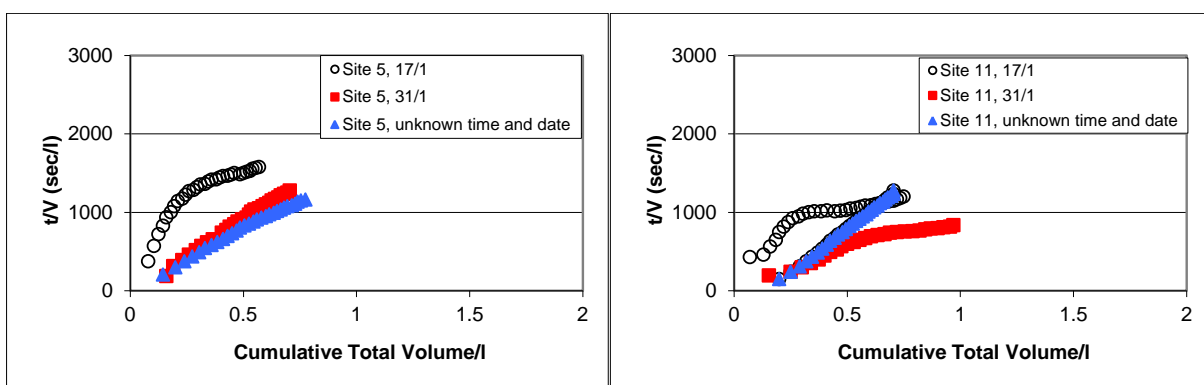 3000
2000
1000
0
t/V (sec/l)
Site 5, 17/1
Site 5, 31/1
Site 5, unknown time and date
0 0.5 1 1.5 2
Cumulative Total Volume/l
3000
2000
1000
0
t/V (sec/l)
Site 11, 17/1
Site 11, 31/1
Site 11, unknown time and date
0 0.5 1 1.5 2
Cumulative Total Volume/l